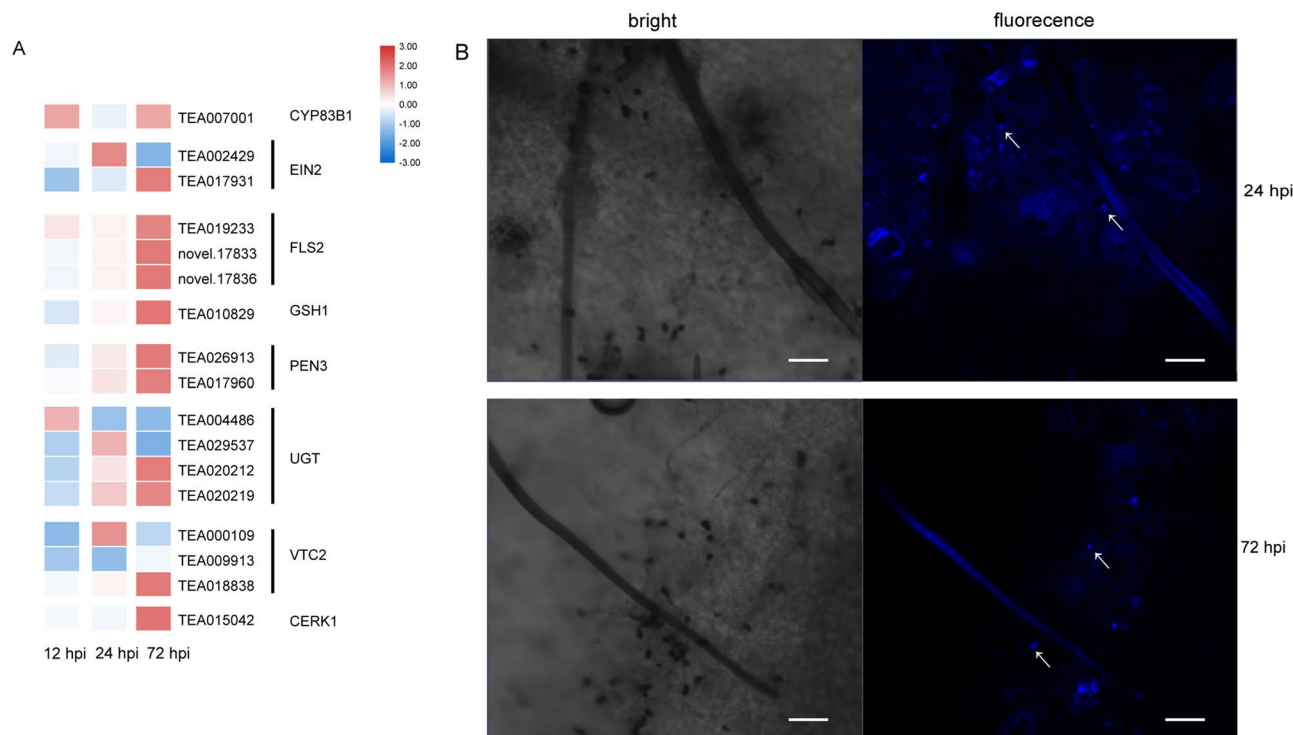 A
3.00
2.00
1.00
0.00
-1.00
-2.00
-3.00
TEA007001 CYP83B1
TEA002429
EIN2
TEA017931
TEA019233
novel.17833 FLS2
novel.17836
TEA010829 GSH1
TEA026913
PEN3
TEA017960
TEA004486
TEA029537
UGT
TEA020212
TEA020219
TEA000109
TEA009913 VTC2
TEA018838
TEA015042 CERK1
12 hpi 24 hpi 72 hpi
B
bright fluorecence
24 hpi
72 hpi